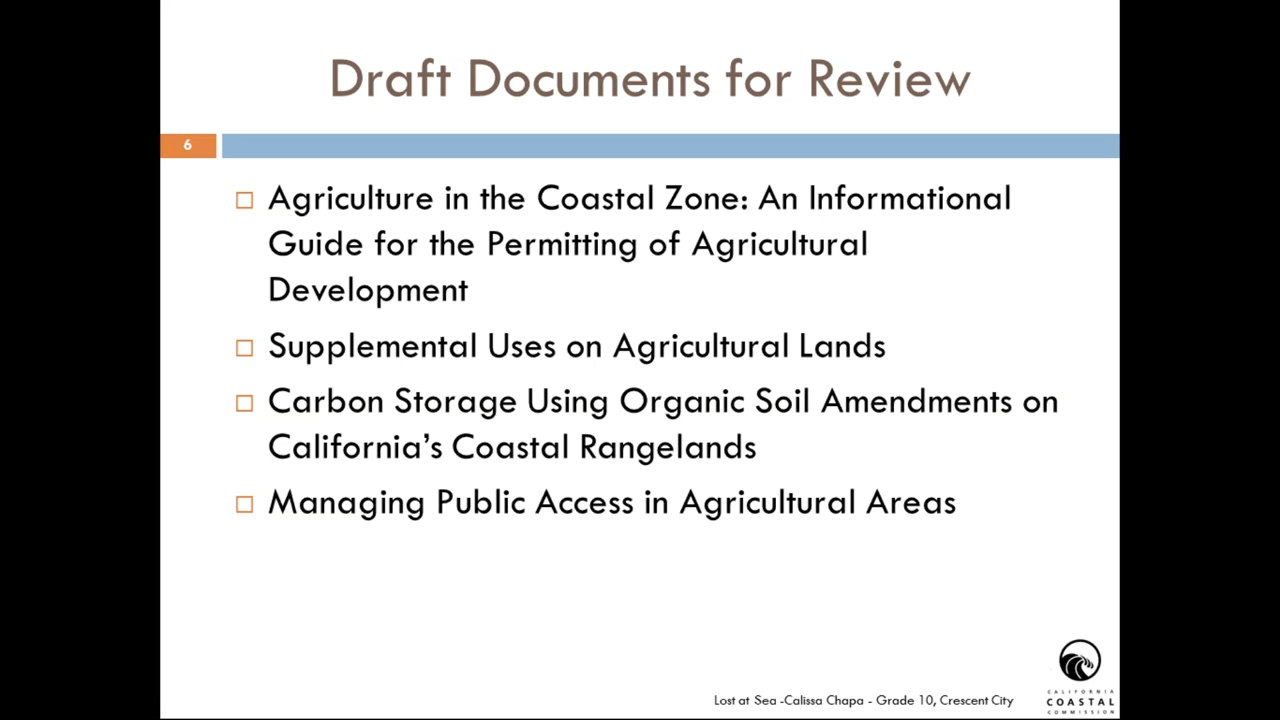 Draft Documents for Review
6
Agriculture in the Coastal Zone: An Informational
Guide for the Permitting of Agricultural
Development
Supplemental Uses on Agricultural Lands
Carbon Storage Using Organic Soil Amendments on
California’s Coastal Rangelands
Managing Public Access in Agricultural Areas
Lost at Sea -Calissa Chapa - Grade 10, Crescent City
CALIFORNIA
COASTAL
COMMISSION